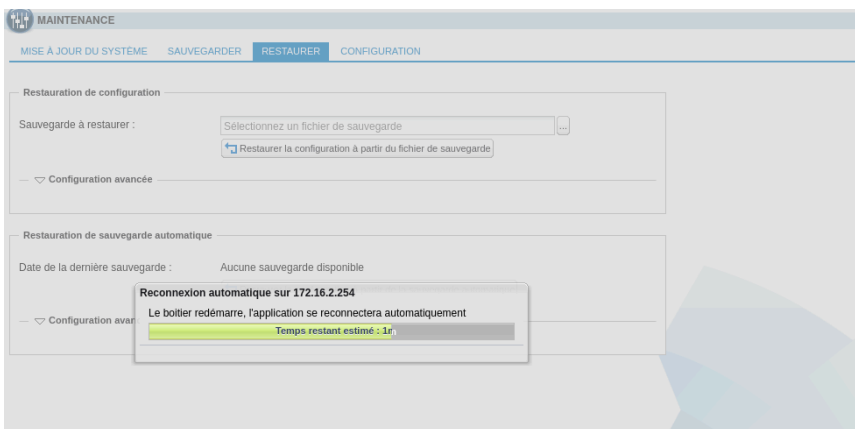 MAINTENANCE
MISE À JOUR DU SYSTÈME SAUVEGARDER RESTAURER CONFIGURATION
Restauration de configuration
Sauvegarde à restaurer : Sélectionnez un fichier de sauvegarde ...
Restaurer la configuration à partir du fichier de sauvegarde
Configuration avancée
Restauration de sauvegarde automatique
Date de la dernière sauvegarde : Aucune sauvegarde disponible
Reconnexion automatique sur 172.16.2.254
Le boitier redémarre, l'application se reconnectera automatiquement
Configuration avan
Temps restant estimé : 1m